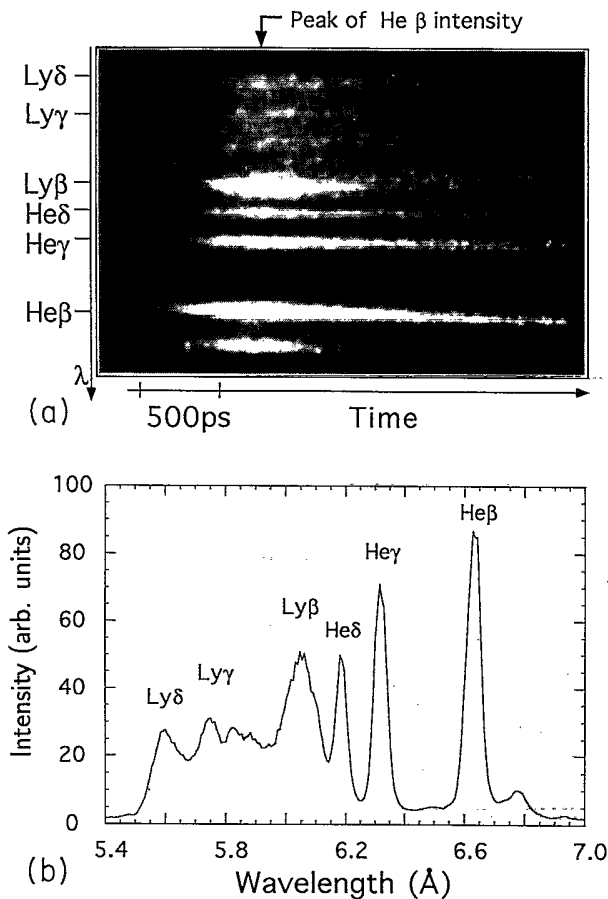 Peak of He β intensity
Lyδ
Lyγ
Lyβ
Heδ
Heγ
Heβ
λ
(a)
500ps
Time
100
80
60
40
20
0
Intensity (arb. units)
Lyδ
Lyγ
Lyβ
Heδ
Heγ
Heβ
5.4
5.8
6.2
6.6
7.0
(b)
Wavelength (Å)